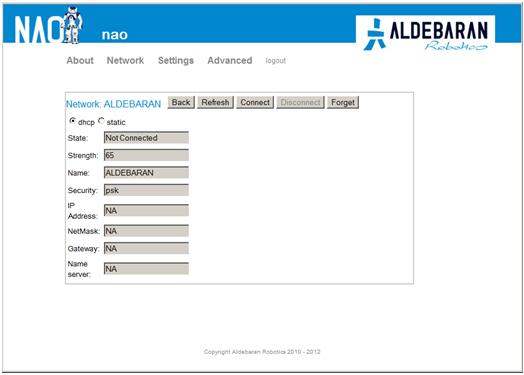 NAO nao ALDEBARAN
Robotics
About Network Settings Advanced logout
Network: ALDEBARAN Back Refresh Connect Disconnect Forget
dhcp static
State: Not Connected
Strength: 65
Name: ALDEBARAN
Security: psk
IP
Address: NA
NetMask: NA
Gateway: NA
Name
server: NA
Copyright Aldebaran Robotics 2010 - 2012